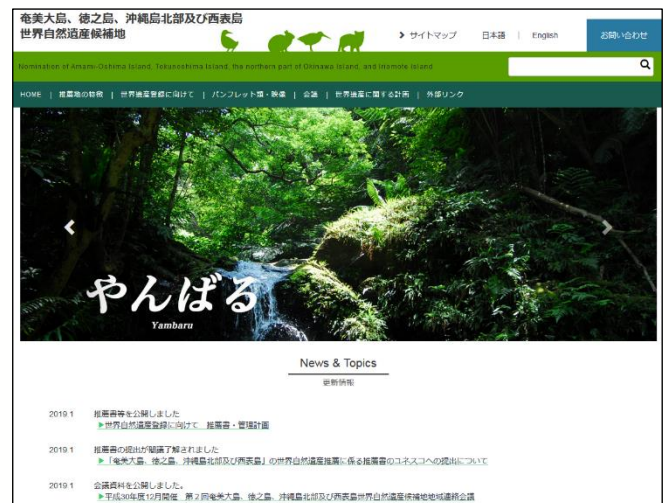 奄美大島、徳之島、沖縄島北部及び西表島
世界自然遺産候補地
サイトマップ 日本語 | English お問い合わせ
Nomination of Amami-Oshima Island, Tokunoshima Island, the northern part of Okinawa Island, and Iriomote Island
HOME | 推薦地の特徴 | 世界遺産登録に向けて | パンフレット類・映像 | 会議 | 世界遺産に関する計画 | 外部リンク
やんばる
Yambaru
News & Topics
更新情報
2019.1 推薦書等を公開しました
▶世界自然遺産登録に向けて 推薦書・管理計画
2019.1 推薦書の提出が閣議了解されました
▶「奄美大島、徳之島、沖縄島北部及び西表島」の世界自然遺産推薦に係る推薦書のユネスコへの提出について
2019.1 会議資料を公開しました。
▶平成30年度12月開催 第2回奄美大島、徳之島、沖縄島北部及び西表島世界自然遺産候補地地域連絡会議